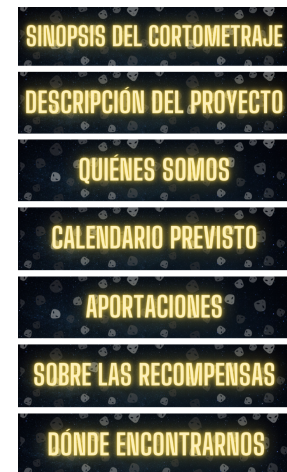 SINOPSIS DEL CORTOMETRAJE
DESCRIPCIÓN DEL PROYECTO
QUIÉNES SOMOS
CALENDARIO PREVISTO
APORTACIONES
SOBRE LAS RECOMPENSAS
DÓNDE ENCONTRARNOS